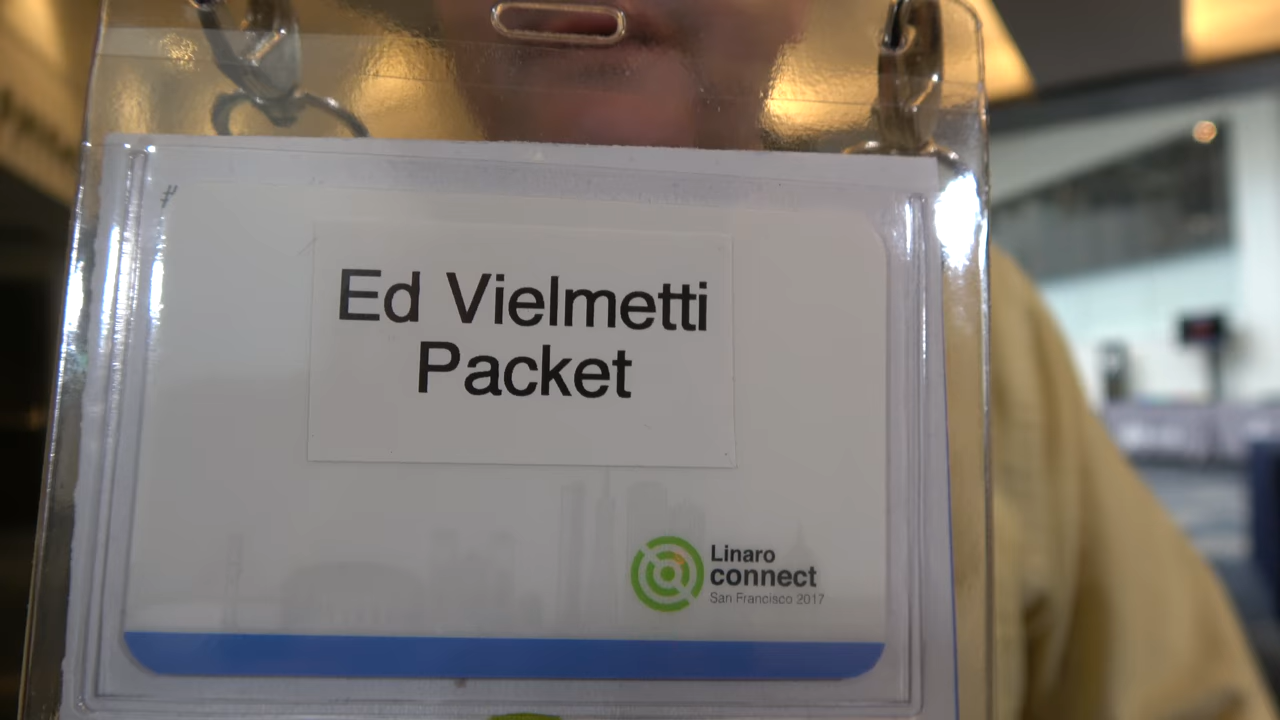 #
Ed Vielmetti
Packet
Linaro
connect
San Francisco 2017